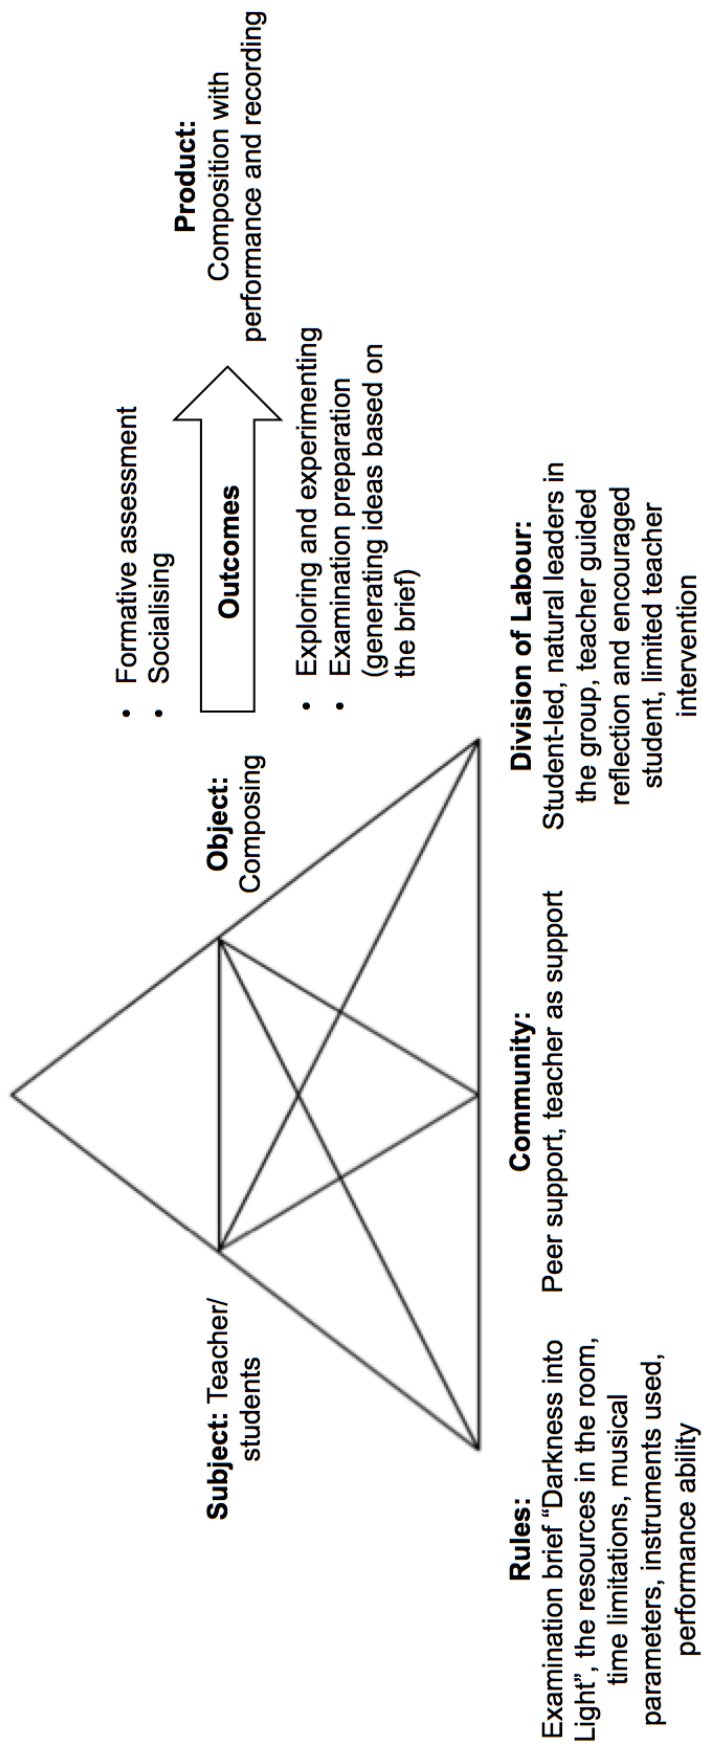 Subject: Teacher/
students
Object:
Composing
• Formative assessment
• Socialising
Outcomes
• Exploring and experimenting
• Examination preparation
(generating ideas based on
the brief)
Product:
Composition with
performance and recording
Rules:
Examination brief “Darkness into
Light”, the resources in the room,
time limitations, musical
parameters, instruments used,
performance ability
Community:
Peer support, teacher as support
Division of Labour:
Student-led, natural leaders in
the group, teacher guided
reflection and encouraged
student, limited teacher
intervention